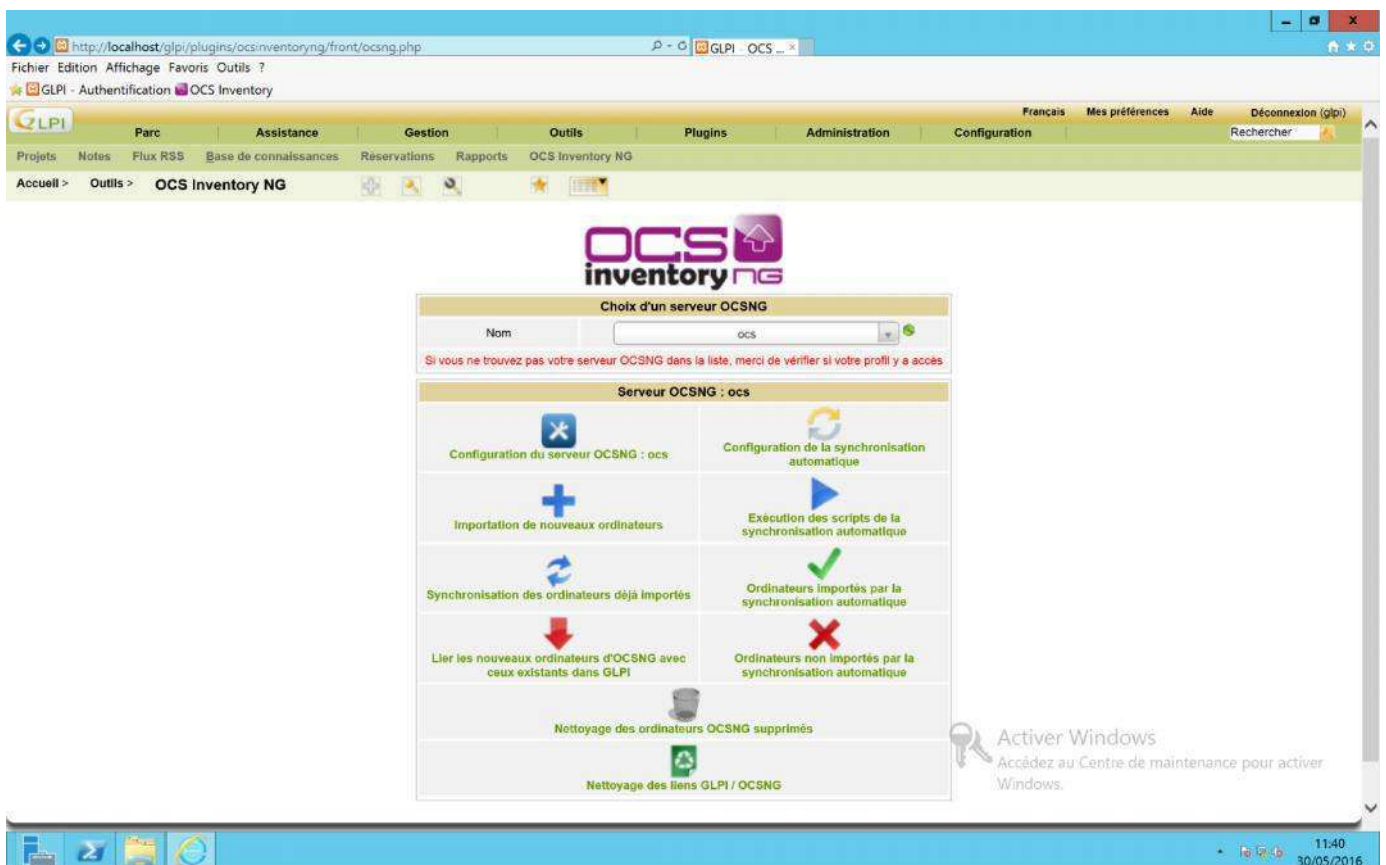 http://localhost/glpi/plugins/ocsinventoryng/front/ocsng.php
GLPI - OCS ...
Fichier Edition Affichage Favoris Outils ?
GLPI - Authentification OCS Inventory
GLPI
Français Mes préférences Aide Déconnexion (glpi)
Parc Assistance Gestion Outils Plugins Administration Configuration Rechercher
Projets Notes Flux RSS Base de connaissances Réservations Rapports OCS Inventory NG
Accueil > Outils > OCS Inventory NG
OCS
inventory NG
Choix d'un serveur OCSNG
Nom ocs
Si vous ne trouvez pas votre serveur OCSNG dans la liste, merci de vérifier si votre profil y a accès
Serveur OCSNG : ocs
Configuration du serveur OCSNG : ocs
Configuration de la synchronisation
automatique
Importation de nouveaux ordinateurs
Exécution des scripts de la
synchronisation automatique
Synchronisation des ordinateurs déjà importés
Ordinateurs importés par la
synchronisation automatique
Lier les nouveaux ordinateurs d'OCSNG avec
ceux existants dans GLPI
Ordinateurs non importés par la
synchronisation automatique
Nettoyage des ordinateurs OCSNG supprimés
Nettoyage des liens GLPI / OCSNG
Activer Windows
Accédez au Centre de maintenance pour activer
Windows.
11:40
30/05/2016